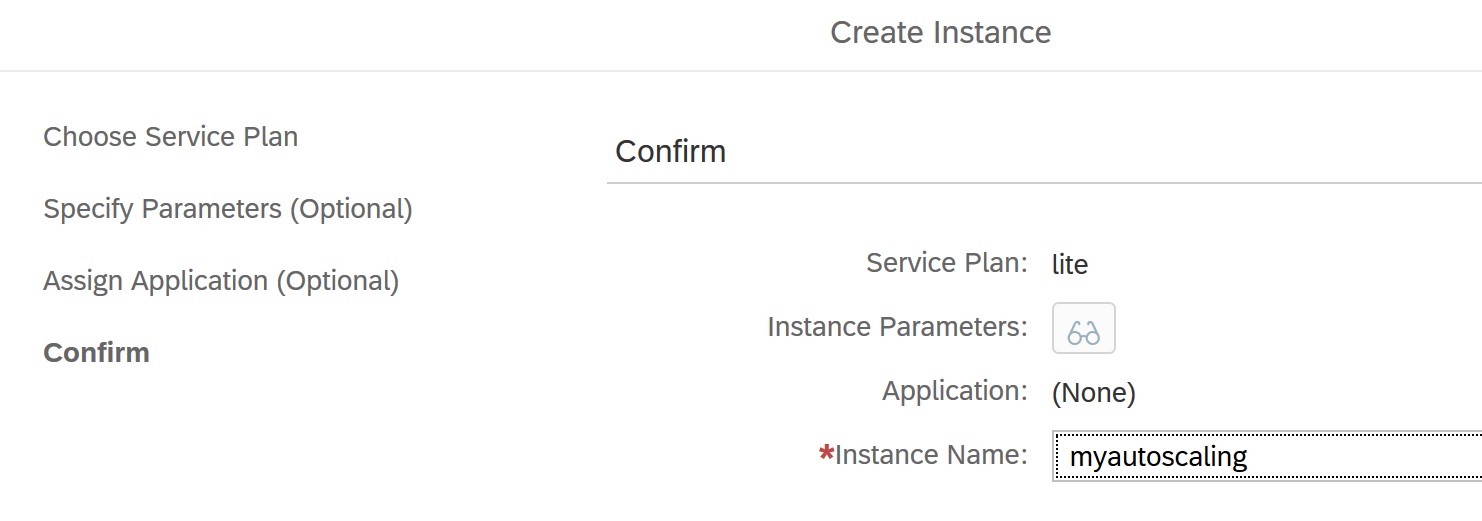 Create Instance
Choose Service Plan
Specify Parameters (Optional)
Assign Application (Optional)
Confirm
Confirm
Service Plan: lite
Instance Parameters:
Application: (None)
*Instance Name: myautoscaling